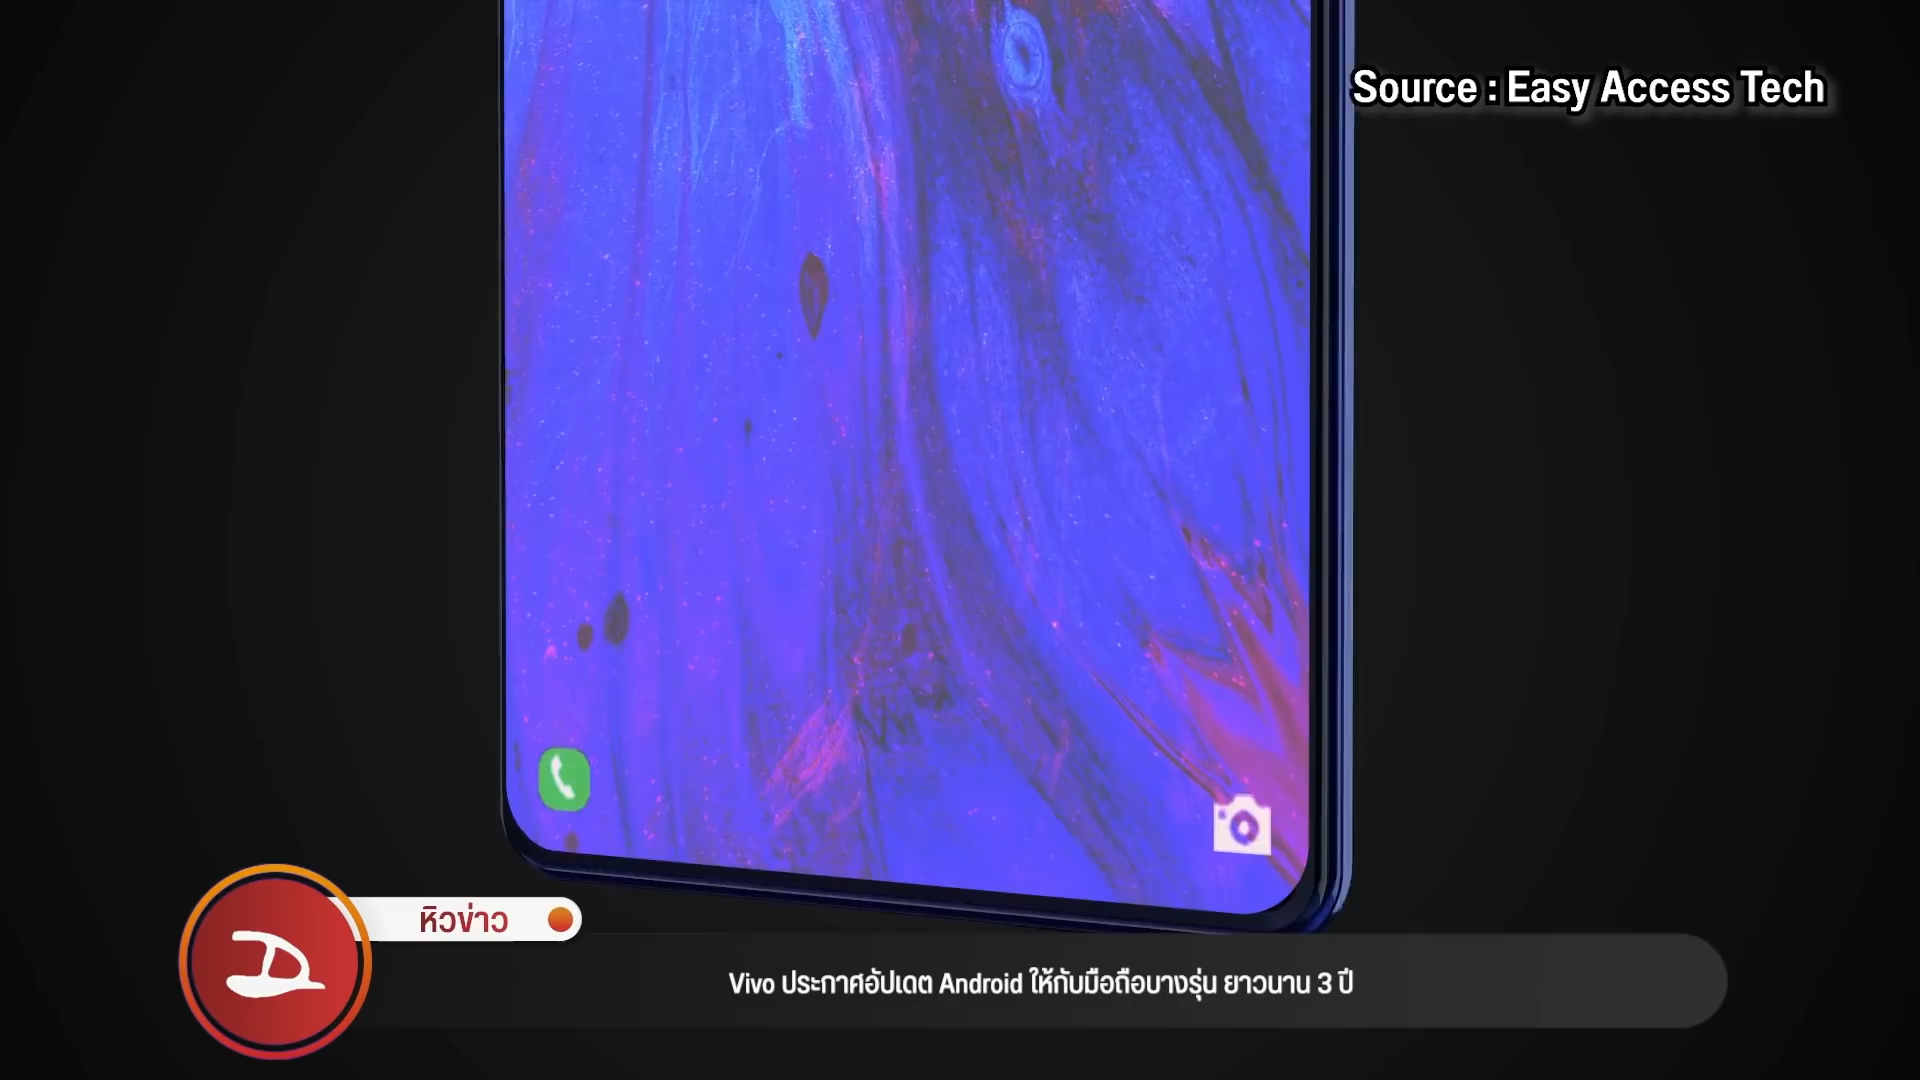 Source : Easy Access Tech
หิวข่าว
Vivo ประกาศอัปเดต Android ให้กับมือถือบางรุ่น ยาวนาน 3 ปี